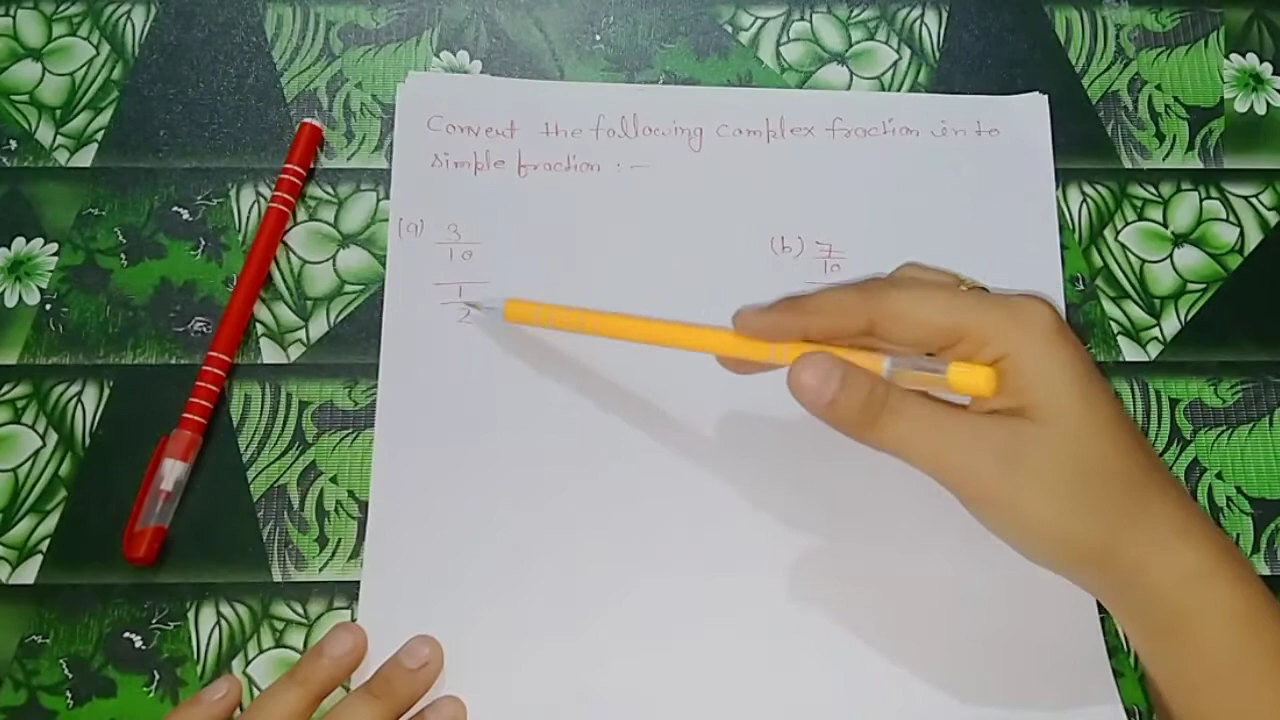 Convert the following complex fraction in to
simple fraction :-
(a) 3
10
1
2
(b) 7
10